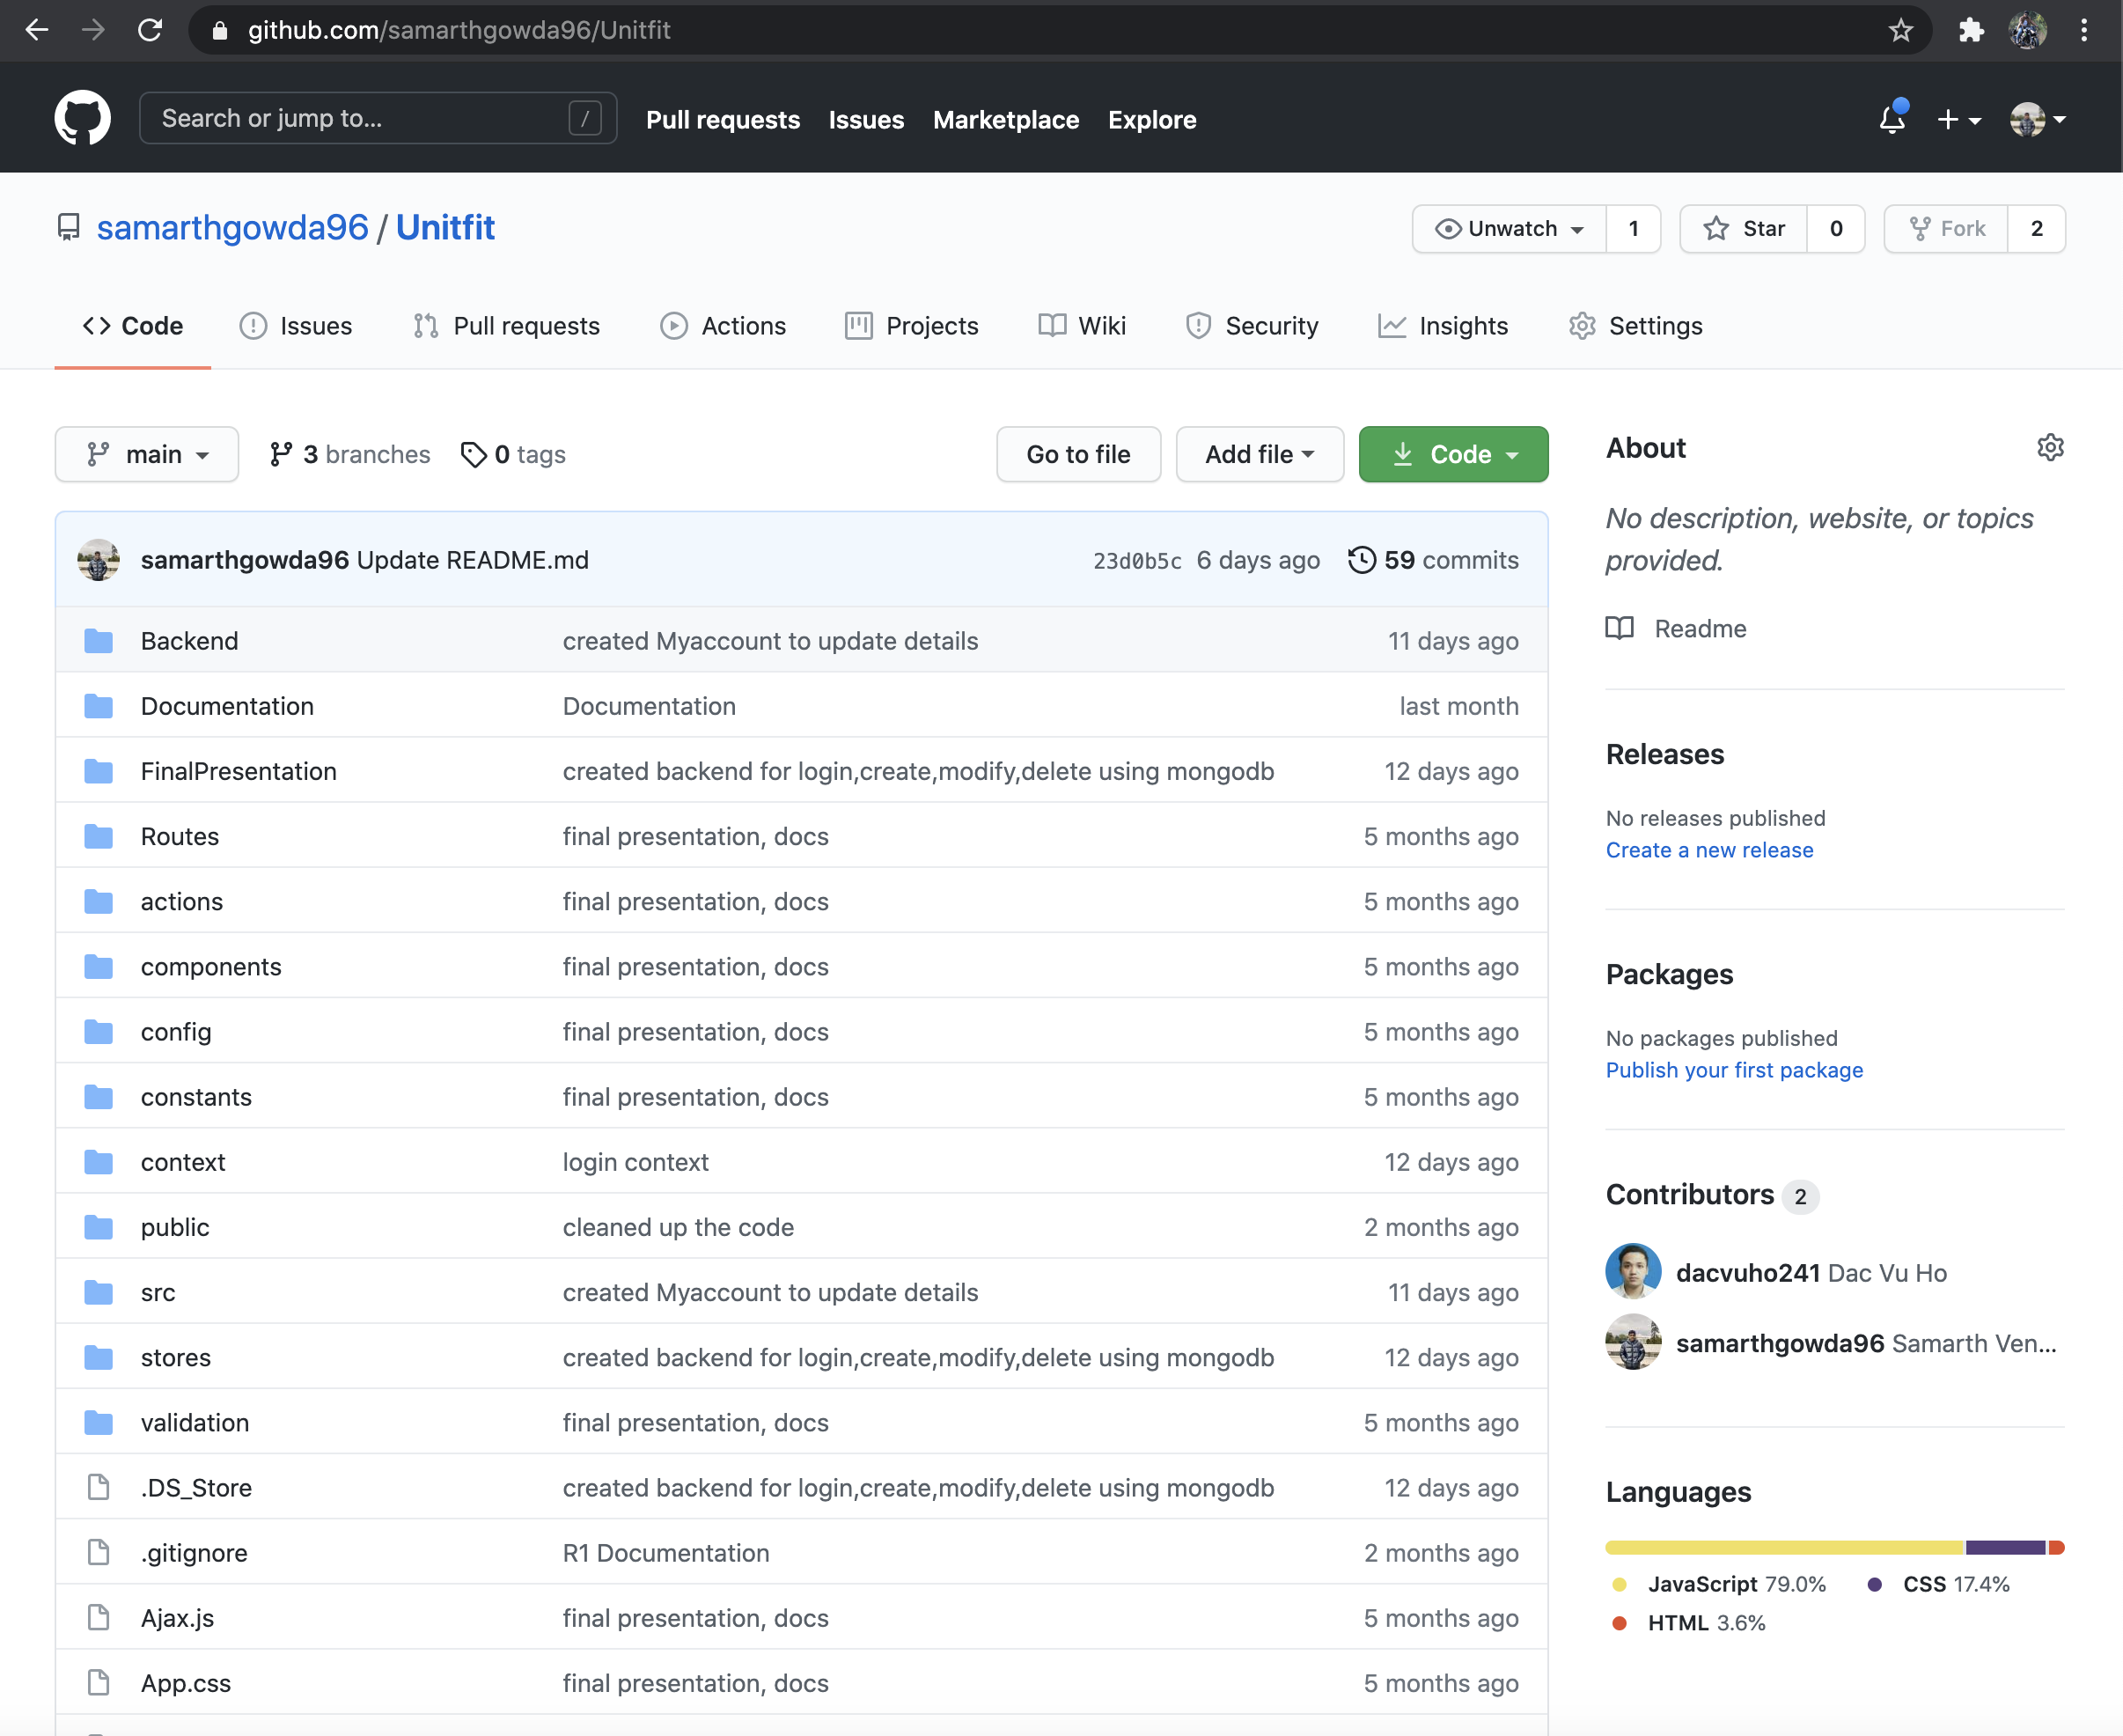 github.com/samarthgowda96/Unitfit
Search or jump to... /
Pull requests Issues Marketplace Explore
samarthgowda96 / Unitfit
Unwatch 1 Star 0 Fork 2
Code Issues Pull requests Actions Projects Wiki Security Insights Settings
main 3 branches 0 tags Go to file Add file Code
samarthgowda96 Update README.md 23d0b5c 6 days ago 59 commits
Backend created Myaccount to update details 11 days ago
Documentation Documentation last month
FinalPresentation created backend for login,create,modify,delete using mongodb 12 days ago
Routes final presentation, docs 5 months ago
actions final presentation, docs 5 months ago
components final presentation, docs 5 months ago
config final presentation, docs 5 months ago
constants final presentation, docs 5 months ago
context login context 12 days ago
public cleaned up the code 2 months ago
src created Myaccount to update details 11 days ago
stores created backend for login,create,modify,delete using mongodb 12 days ago
validation final presentation, docs 5 months ago
.DS_Store created backend for login,create,modify,delete using mongodb 12 days ago
.gitignore R1 Documentation 2 months ago
Ajax.js final presentation, docs 5 months ago
App.css final presentation, docs 5 months ago
About
No description, website, or topics
provided.
Readme
Releases
No releases published
Create a new release
Packages
No packages published
Publish your first package
Contributors 2
dacvuho241 Dac Vu Ho
samarthgowda96 Samarth Ven...
Languages
JavaScript 79.0% CSS 17.4%
HTML 3.6%